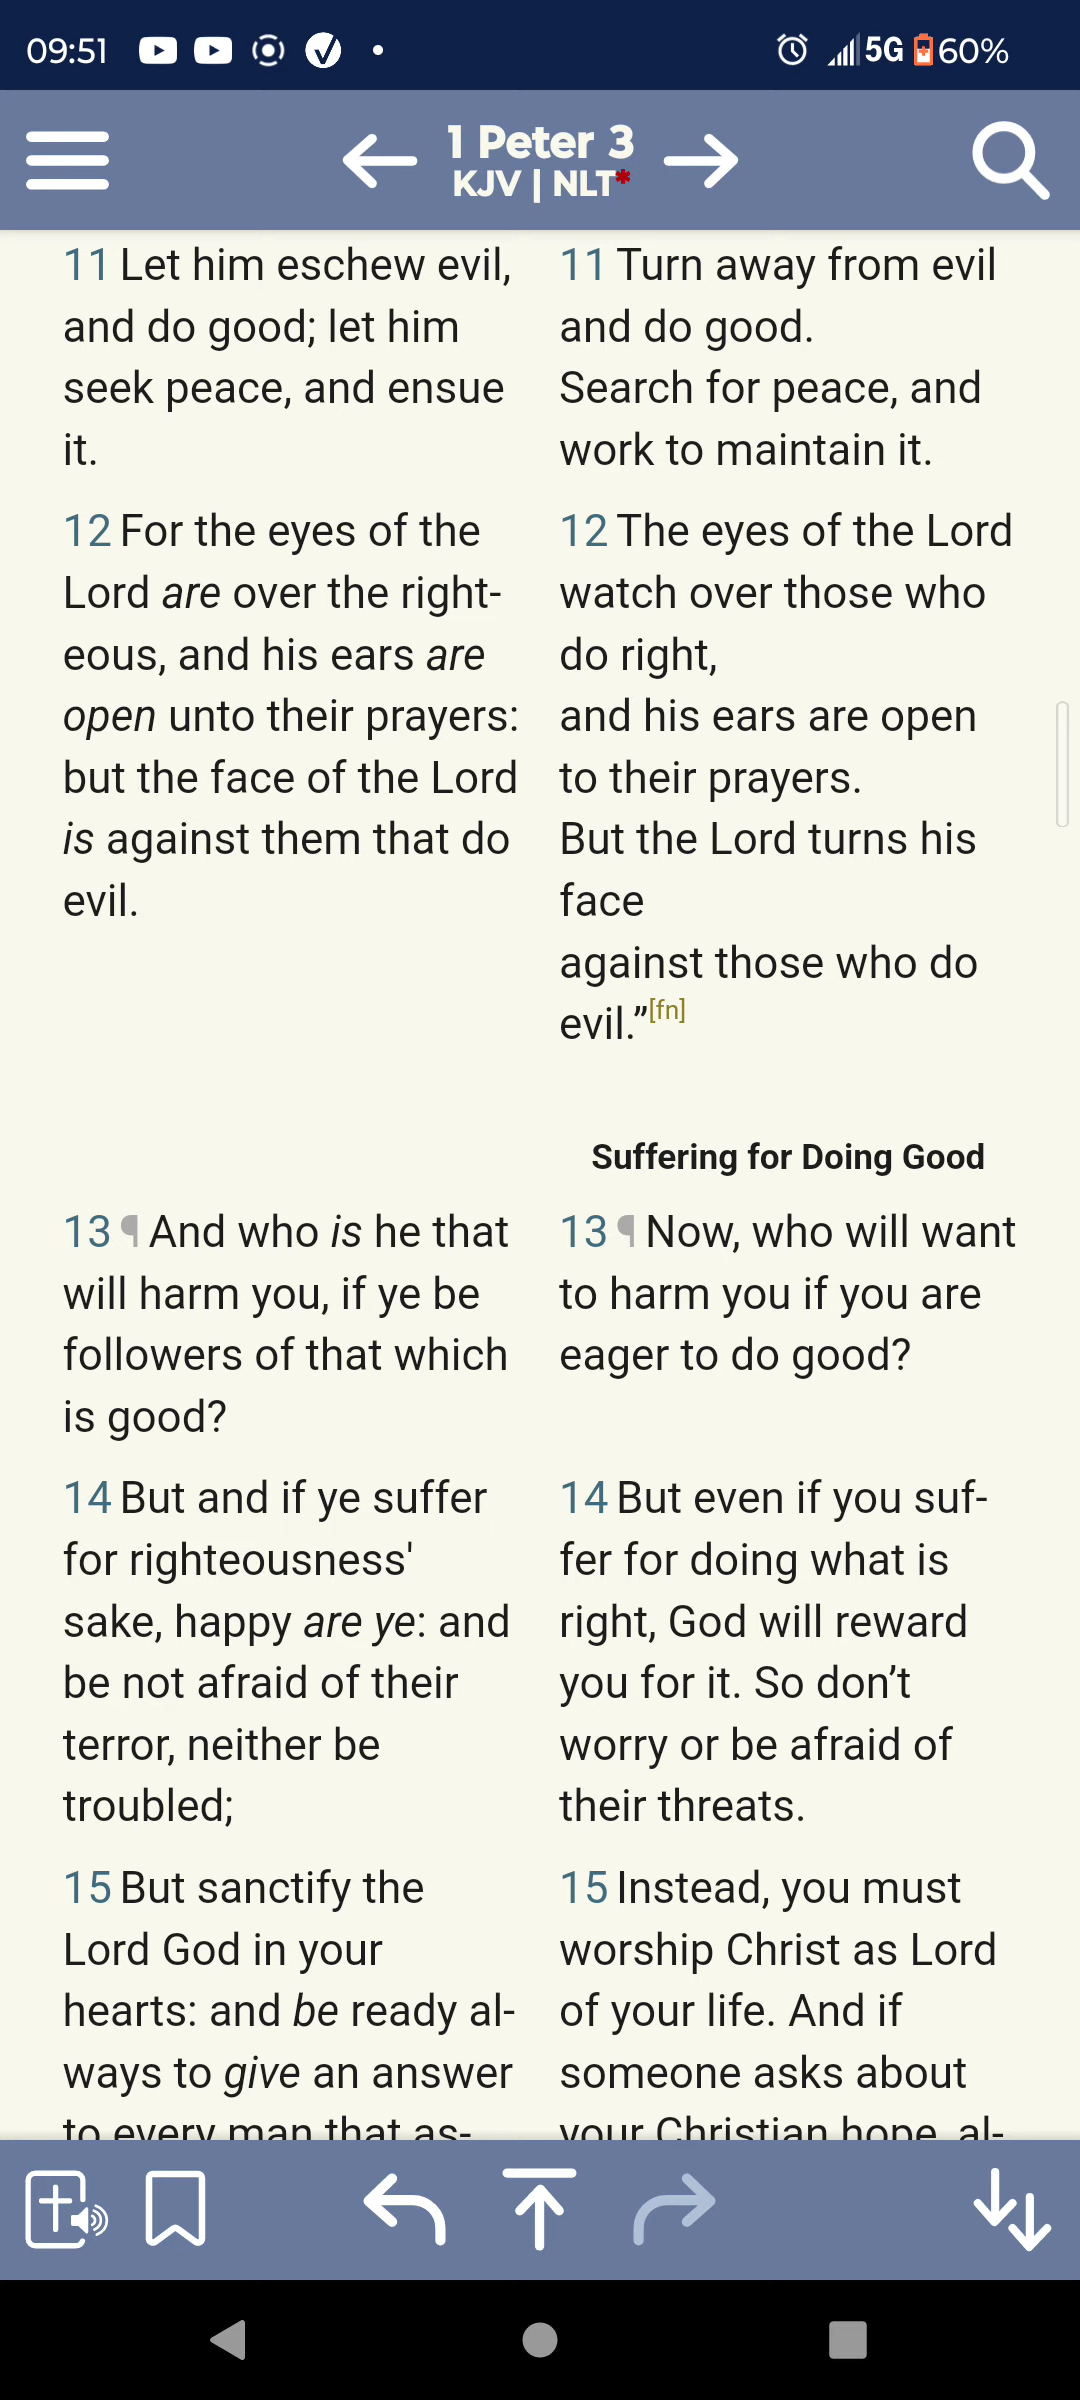 09:51
5G 60%
1 Peter 3
KJV | NLT*
11 Let him eschew evil,
and do good; let him
seek peace, and ensue
it.
12 For the eyes of the
Lord are over the right-
eous, and his ears are
open unto their prayers:
but the face of the Lord
is against them that do
evil.
13 ¶ And who is he that
will harm you, if ye be
followers of that which
is good?
14 But and if ye suffer
for righteousness'
sake, happy are ye: and
be not afraid of their
terror, neither be
troubled;
15 But sanctify the
Lord God in your
hearts: and be ready al-
ways to give an answer
to every man that as-
11 Turn away from evil
and do good.
Search for peace, and
work to maintain it.
12 The eyes of the Lord
watch over those who
do right,
and his ears are open
to their prayers.
But the Lord turns his
face
against those who do
evil.”[fn]
Suffering for Doing Good
13 ¶ Now, who will want
to harm you if you are
eager to do good?
14 But even if you suf-
fer for doing what is
right, God will reward
you for it. So don’t
worry or be afraid of
their threats.
15 Instead, you must
worship Christ as Lord
of your life. And if
someone asks about
your Christian hope, al-